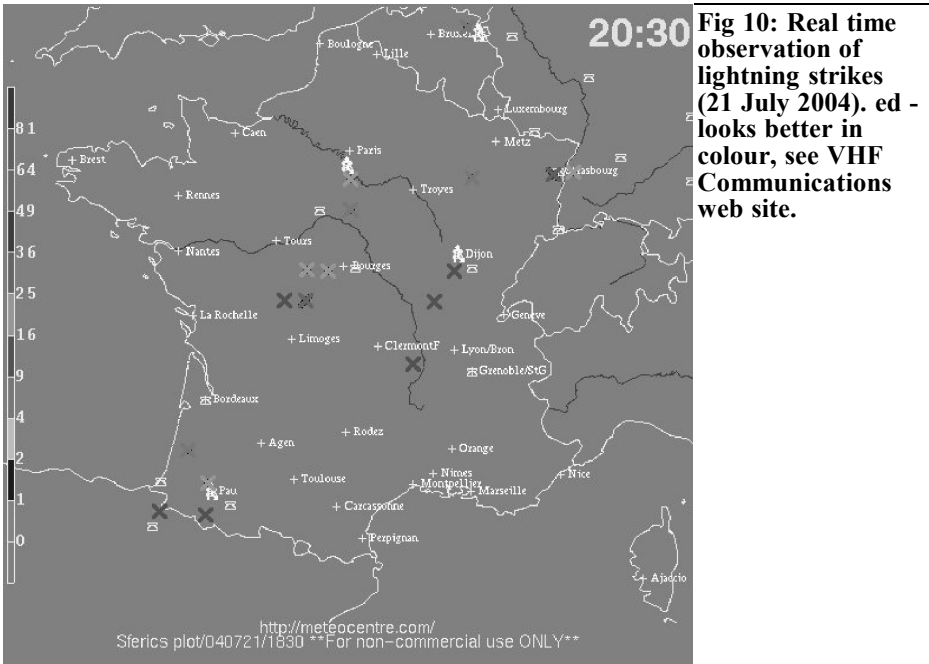 20:30
Bruxe
Boulogne
Lille
Luxembourg
Caen
Metz
Paris
Brest
Strasbourg
Rennes
Troyes
Tours
Nantes
Dijon
Bourges
La Rochelle
Geneve
Limoges
ClermontF
Lyon/Bron
Grenoble/StG
Bordeaux
Rodez
Agen
Orange
Toulouse
Nimes
Nice
Montpellier
Marseille
Pau
Carcassonne
Perpignan
Ajaccio
81
64
49
36
25
16
9
4
2
1
0
http://meteocentre.com/
Sferics plot/040721/1830 **For non-commercial use ONLY**
Fig 10: Real time
observation of
lightning strikes
(21 July 2004). ed -
looks better in
colour, see VHF
Communications
web site.